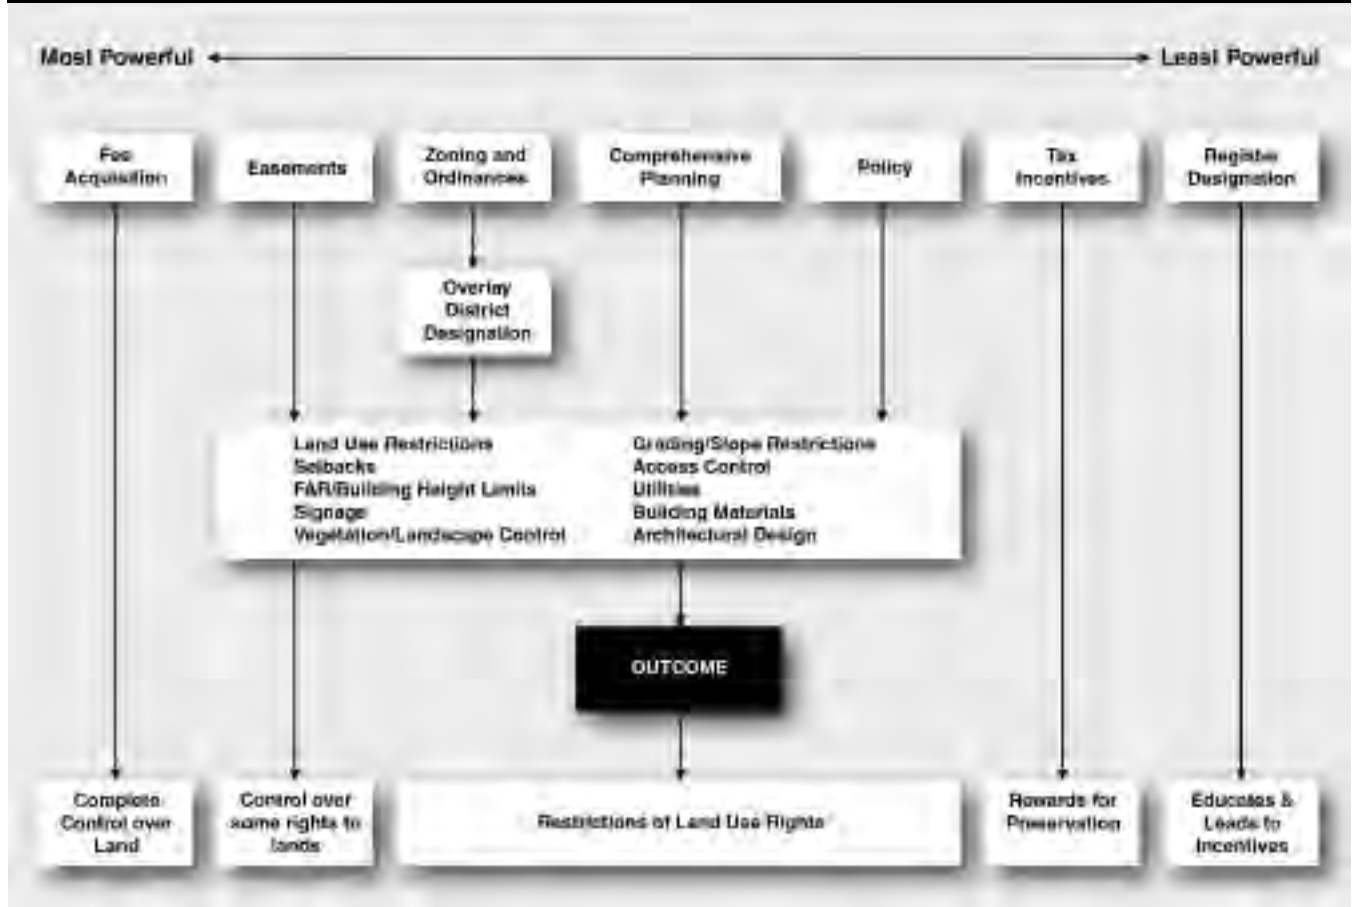 Most Powerful
Least Powerful
Fee
Acquisition
Easements
Zoning and
Ordinances
Comprehensive
Planning
Policy
Tax
Incentives
Register
Designation
Overlay
District
Designation
Land Use Restrictions
Setbacks
FAR/Building Height Limits
Signage
Vegetation/Landscape Control
Grading/Slope Restrictions
Access Control
Utilities
Building Materials
Architectural Design
OUTCOME
Complete
Control over
Land
Control over
some rights to
lands
Restrictions of Land Use Rights
Rewards for
Preservation
Educates &
Leads to
Incentives